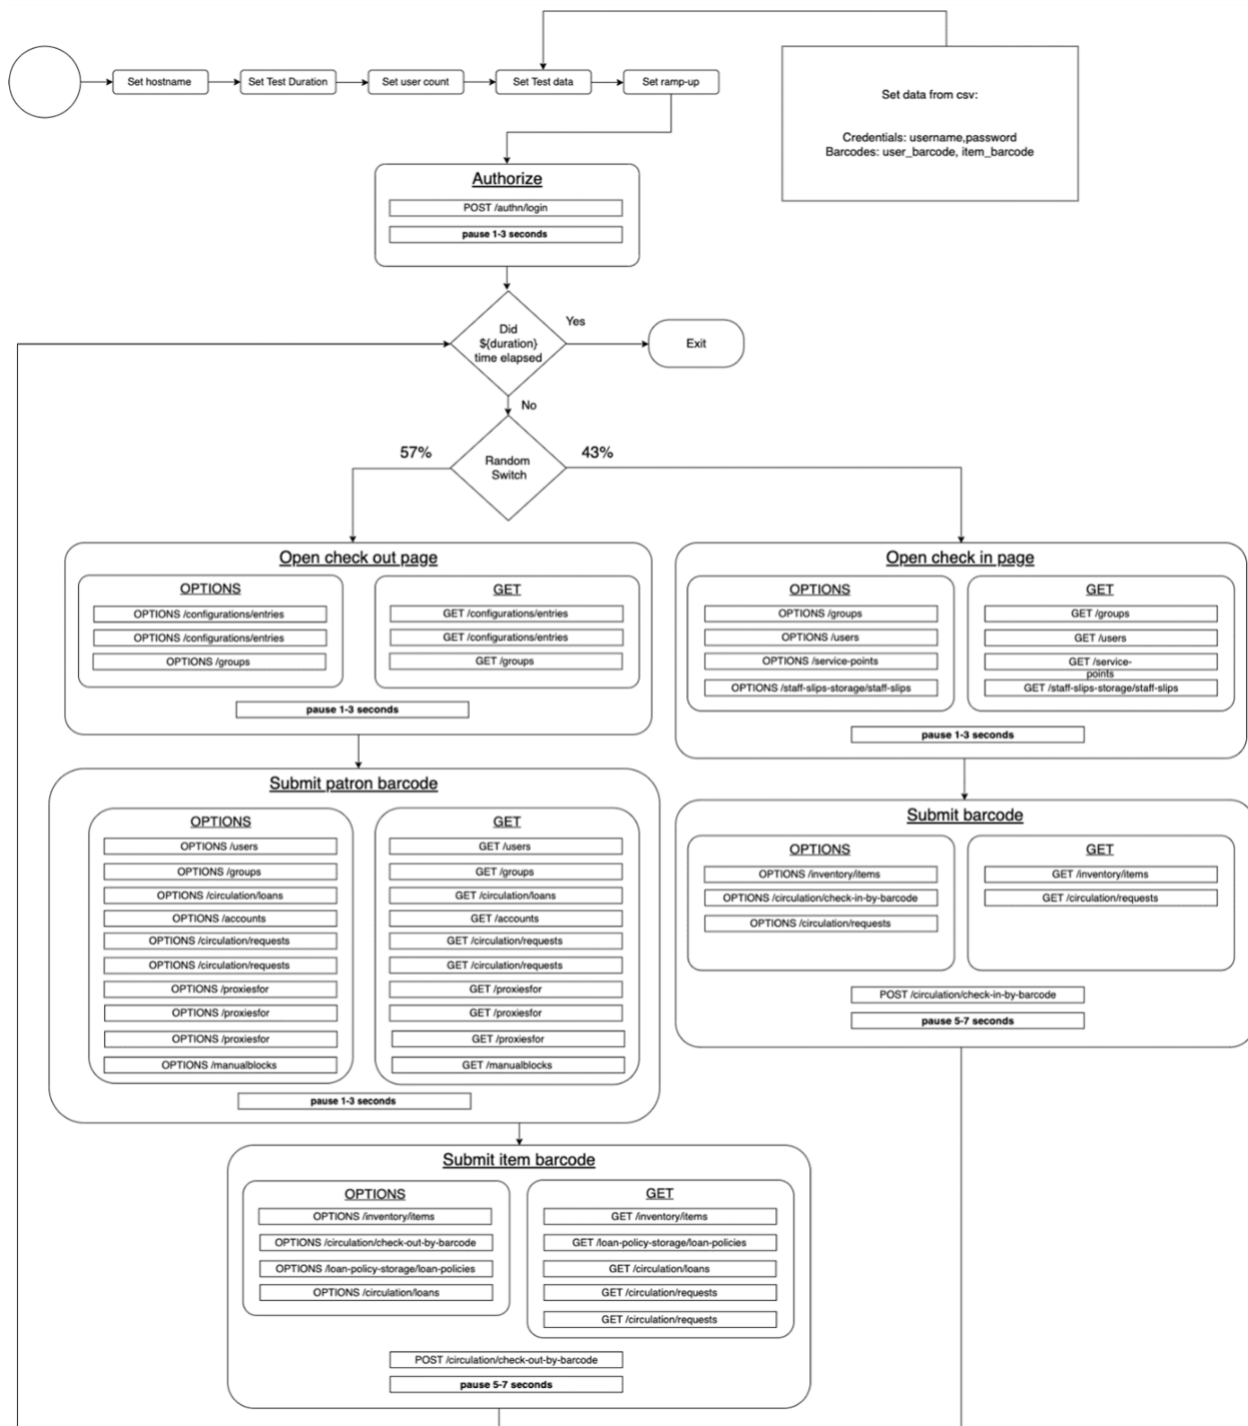 Set hostname
Set Test Duration
Set user count
Set Test data
Set ramp-up
Set data from csv:
Credentials: username,password
Barcodes: user_barcode, item_barcode
Authorize
POST /authn/login
pause 1-3 seconds
Did
${duration}
time elapsed
Yes
Exit
No
57%
Random
Switch
43%
Open check out page
OPTIONS
OPTIONS /configurations/entries
OPTIONS /configurations/entries
OPTIONS /groups
GET
GET /configurations/entries
GET /configurations/entries
GET /groups
pause 1-3 seconds
Open check in page
OPTIONS
OPTIONS /groups
OPTIONS /users
OPTIONS /service-points
OPTIONS /staff-slips-storage/staff-slips
GET
GET /groups
GET /users
GET /service-
points
GET /staff-slips-storage/staff-slips
pause 1-3 seconds
Submit patron barcode
OPTIONS
OPTIONS /users
OPTIONS /groups
OPTIONS /circulation/loans
OPTIONS /accounts
OPTIONS /circulation/requests
OPTIONS /circulation/requests
OPTIONS /proxiesfor
OPTIONS /proxiesfor
OPTIONS /proxiesfor
OPTIONS /manualblocks
GET
GET /users
GET /groups
GET /circulation/loans
GET /accounts
GET /circulation/requests
GET /circulation/requests
GET /proxiesfor
GET /proxiesfor
GET /proxiesfor
GET /manualblocks
pause 1-3 seconds
Submit barcode
OPTIONS
OPTIONS /inventory/items
OPTIONS /circulation/check-in-by-barcode
OPTIONS /circulation/requests
GET
GET /inventory/items
GET /circulation/requests
POST /circulation/check-in-by-barcode
pause 5-7 seconds
Submit item barcode
OPTIONS
OPTIONS /inventory/items
OPTIONS /circulation/check-out-by-barcode
OPTIONS /loan-policy-storage/loan-policies
OPTIONS /circulation/loans
GET
GET /inventory/items
GET /loan-policy-storage/loan-policies
GET /circulation/loans
GET /circulation/requests
GET /circulation/requests
POST /circulation/check-out-by-barcode
pause 5-7 seconds